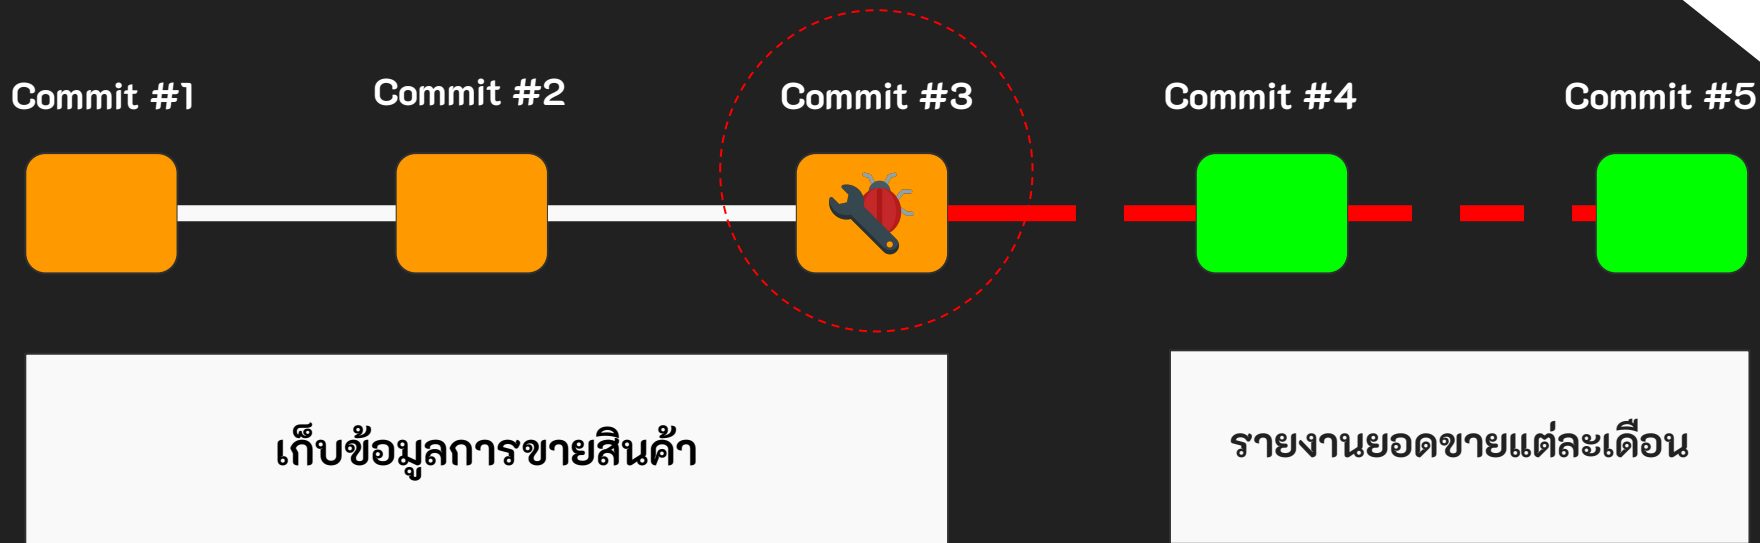 Commit #1
Commit #2
Commit #3
Commit #4
Commit #5
เก็บข้อมูลการขายสินค้า
รายงานยอดขายแต่ละเดือน